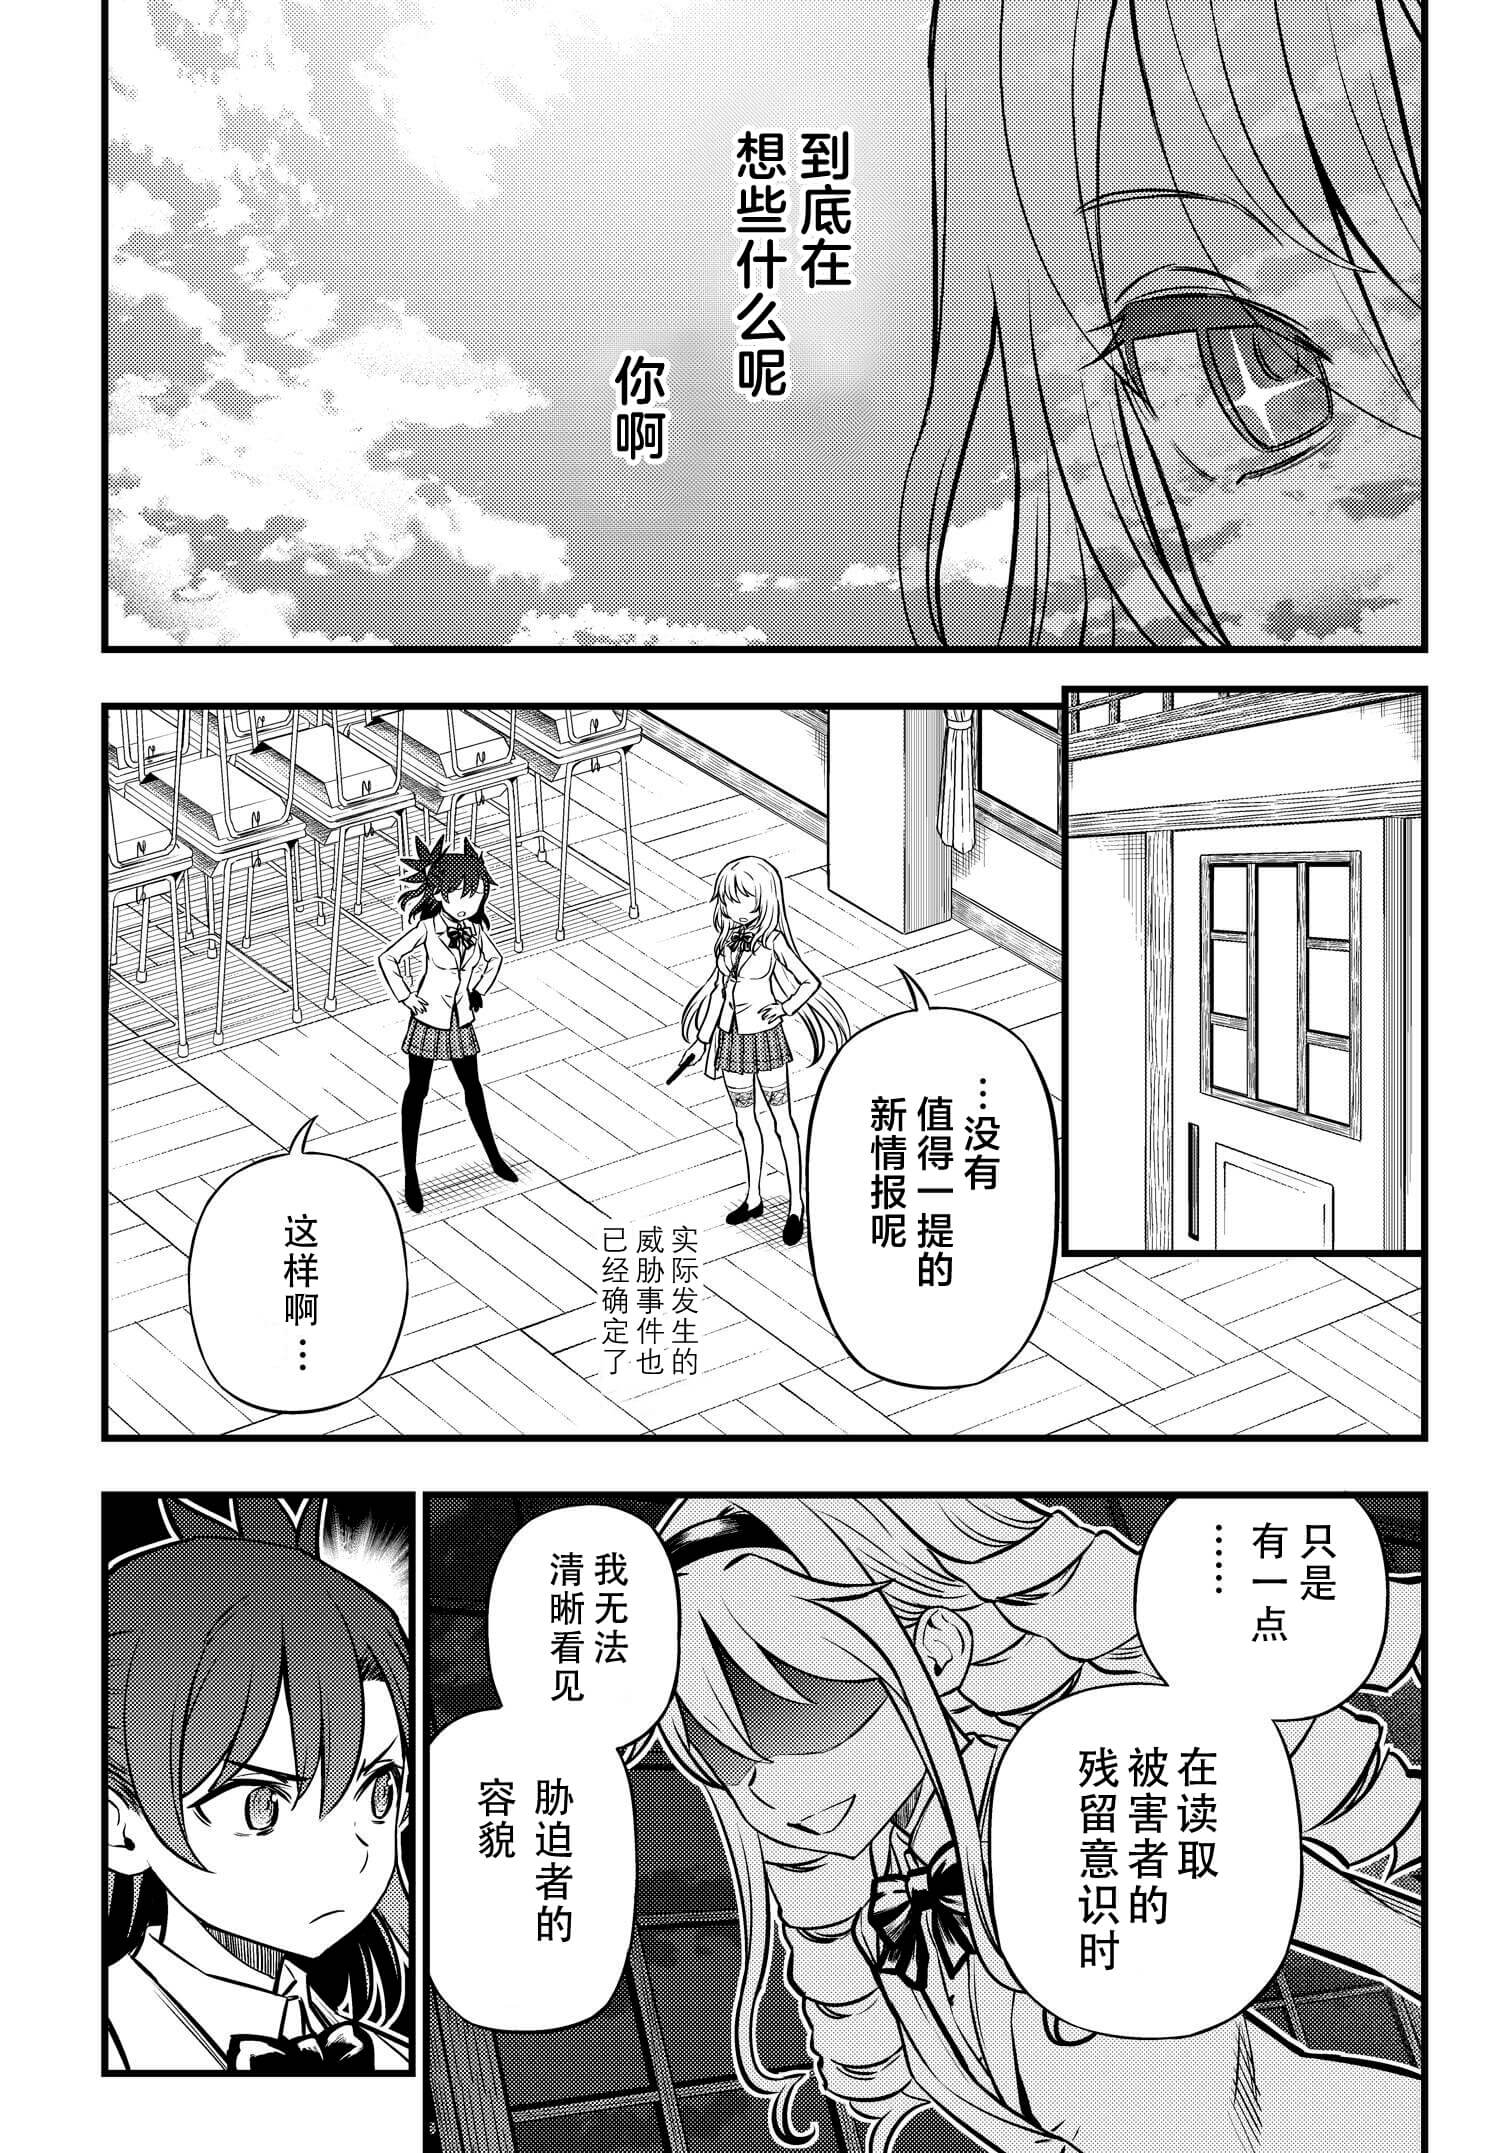 到底在
想些什么呢
你啊
…没有
值得一提的
新情报呢
实际发生的
威胁事件也
已经确定了
这样啊…
只是
有一点
……
在读取
被害者的
残留意识时
我无法
清晰看见
胁迫者的
容貌